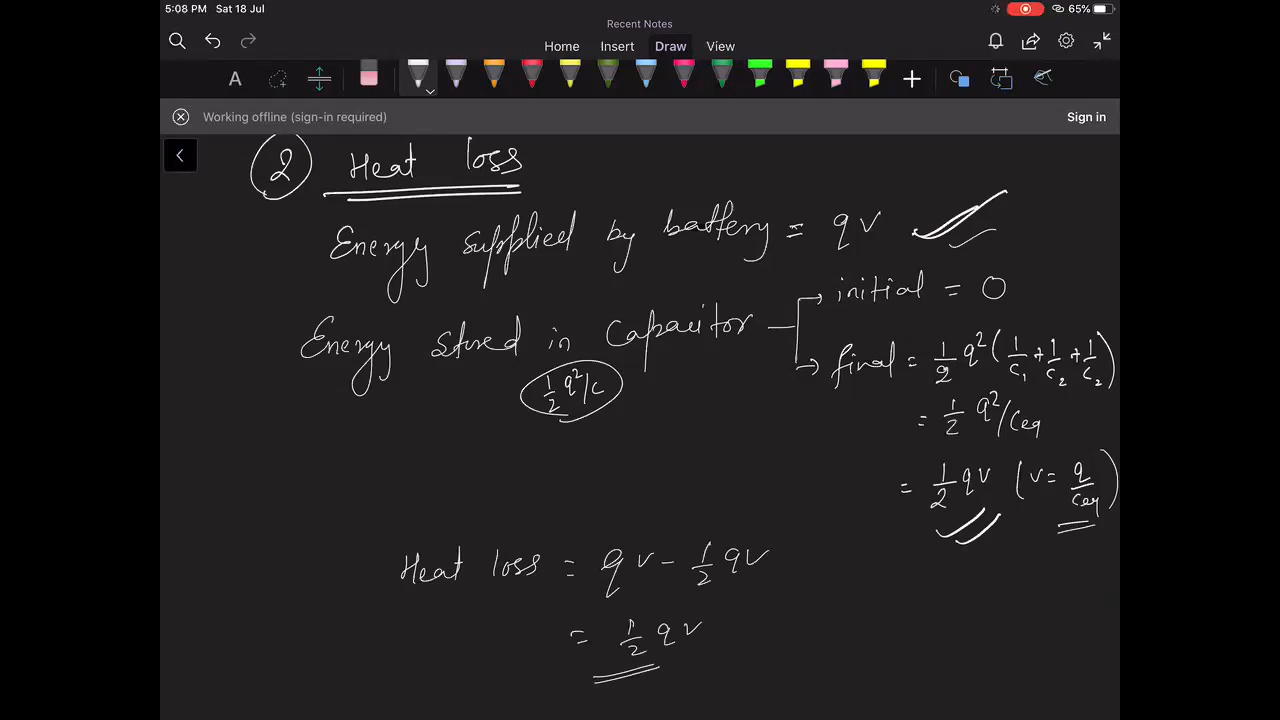 5:08 PM Sat 18 Jul
65%
Recent Notes
Home Insert Draw View
A
Working offline (sign-in required)
Sign in
② Heat loss
Energy supplied by battery = qv
Energy stored in capacitor → initial = 0
→ final = 1/2 q² (1/C₁ + 1/C₂ + 1/C₂)
1/2 q²/c
= 1/2 q²/Ceq
= 1/2 qv (v = q/Ceq)
Heat loss = qv - 1/2 qv
= 1/2 qv